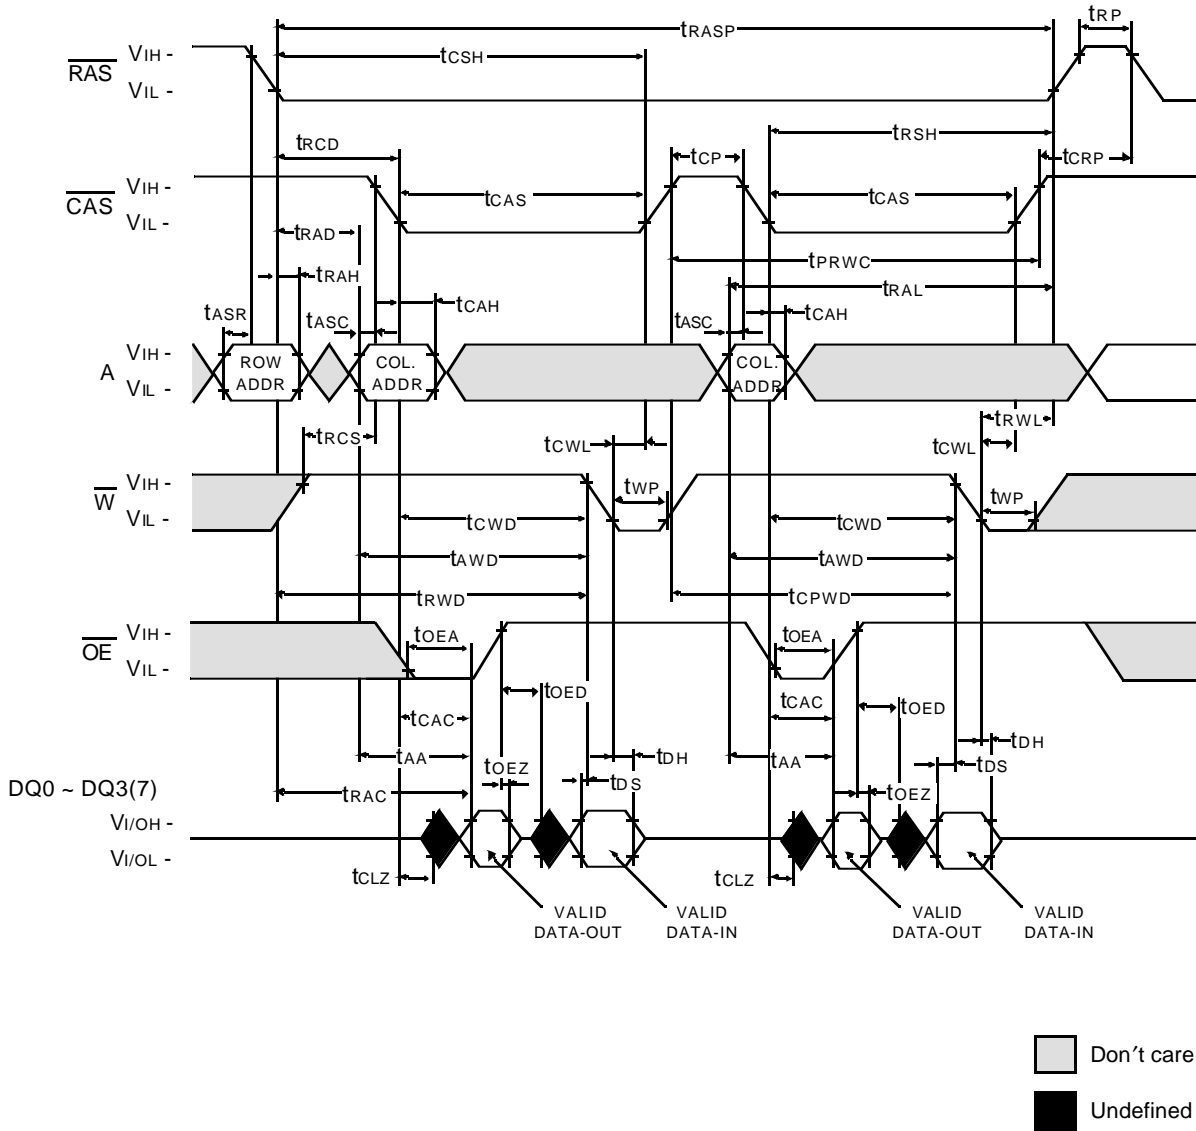 tRP
tRASP
tCSH
RAS
VIH -
VIL -
tRSH
tRCD
tCP
tCRP
CAS
VIH -
VIL -
tCAS
tCAS
tRAD
tPRWC
tRAH
tRAL
tASR
tASC
tCAH
tASC
tCAH
A
VIH -
VIL -
ROW
ADDR
COL.
ADDR
COL.
ADDR
tRCS
tCWL
tRWL
tCWL
W
VIH -
VIL -
tWP
tWP
tCWD
tCWD
tAWD
tAWD
tRWD
tCPWD
OE
VIH -
VIL -
tOEA
tOEA
tOED
tOED
tCAC
tCAC
tAA
tDH
tAA
tDH
tOEZ
tDS
tOEZ
tDS
DQ0 ~ DQ3(7)
tRAC
VI/OH -
VI/OL -
tCLZ
tCLZ
VALID
DATA-OUT
VALID
DATA-IN
VALID
DATA-OUT
VALID
DATA-IN
Don′t care
Undefined